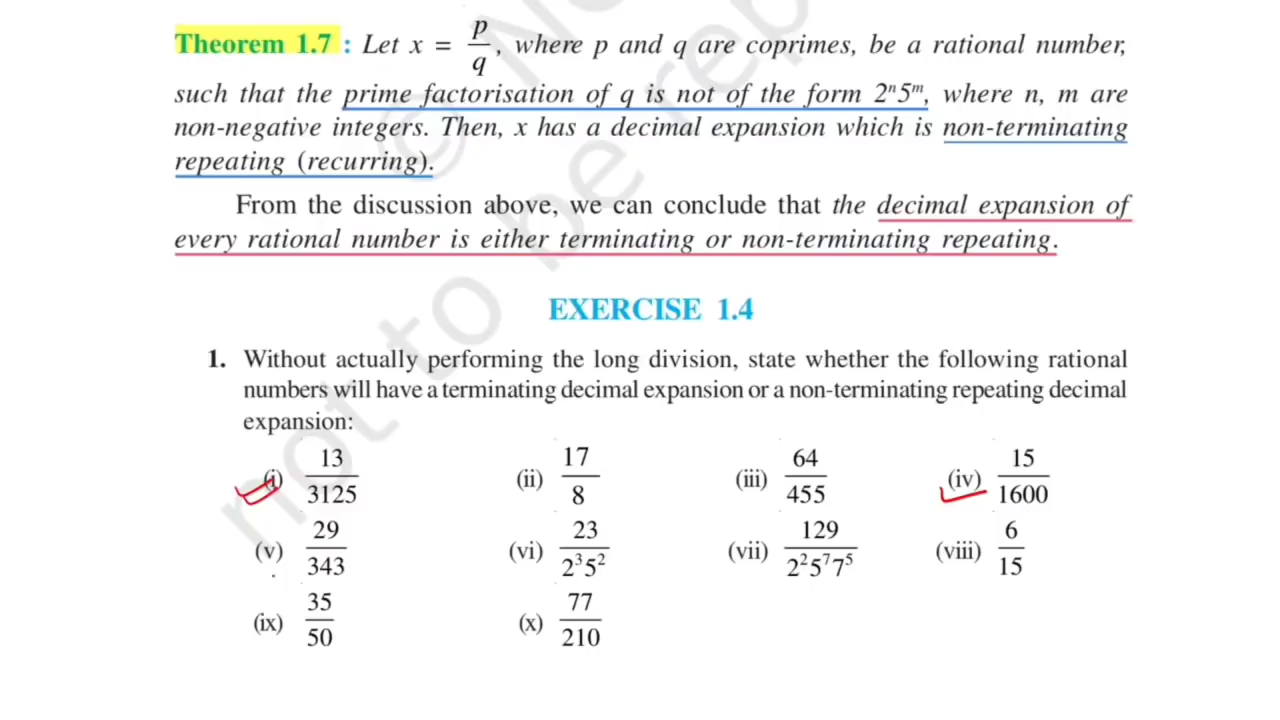 Theorem 1.7 : Let x = p/q, where p and q are coprimes, be a rational number,
such that the prime factorisation of q is not of the form 2ⁿ5ᵐ, where n, m are
non-negative integers. Then, x has a decimal expansion which is non-terminating
repeating (recurring).
From the discussion above, we can conclude that the decimal expansion of
every rational number is either terminating or non-terminating repeating.
EXERCISE 1.4
1. Without actually performing the long division, state whether the following rational
numbers will have a terminating decimal expansion or a non-terminating repeating decimal
expansion:
(i) 13/3125 (ii) 17/8 (iii) 64/455 (iv) 15/1600
(v) 29/343 (vi) 23/2³5² (vii) 129/2²5⁷7⁵ (viii) 6/15
(ix) 35/50 (x) 77/210
not to be rep
© No